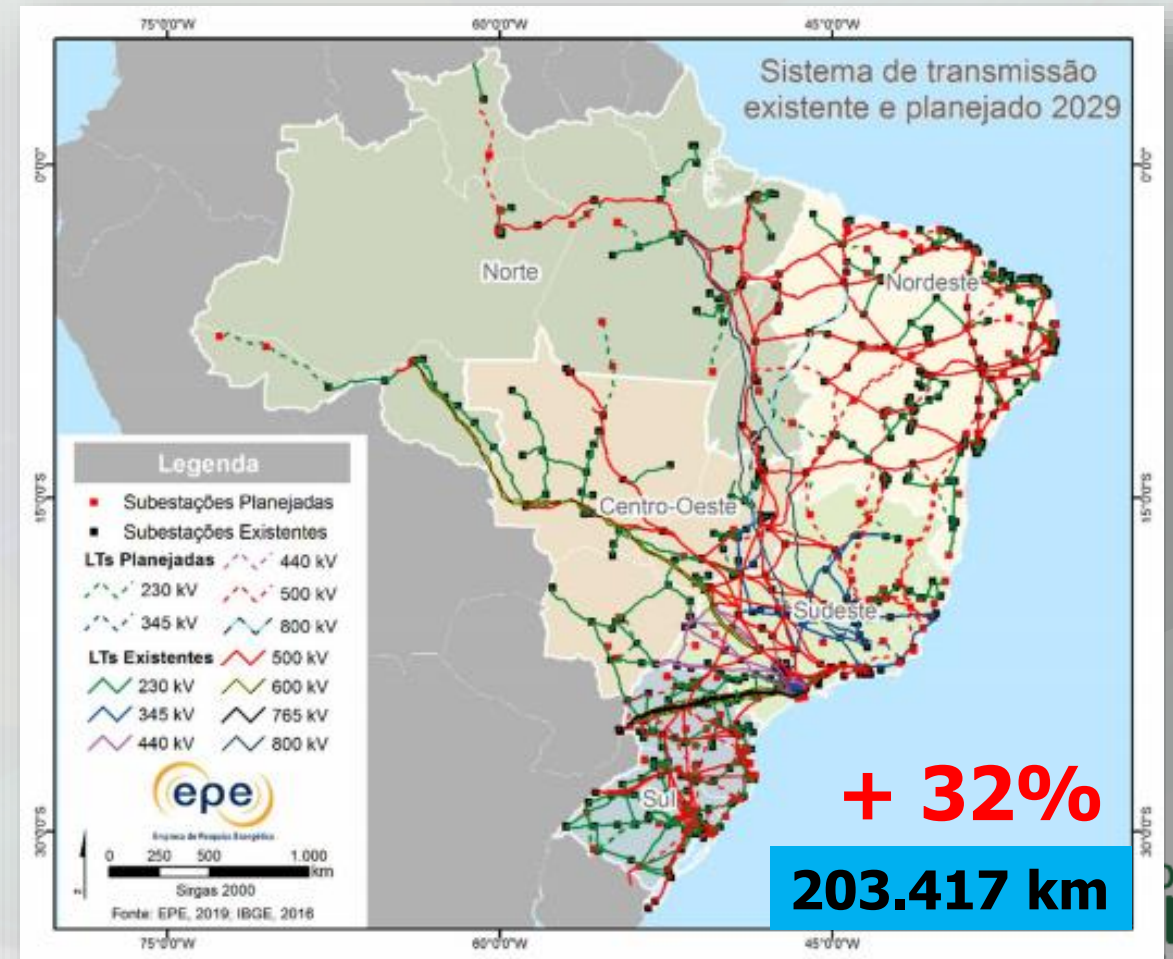 75°0'0"W 60°0'0"W 45°0'0"W
Sistema de transmissão
existente e planejado 2029
0°0'0" 0°0'0"
Norte
Nordeste
15°0'0"S 15°0'0"S
Centro-Oeste
Sudeste
Sul
30°0'0"S 30°0'0"S
Legenda
Subestações Planejadas
Subestações Existentes
LTs Planejadas 440 kV
230 kV 500 kV
345 kV 800 kV
LTs Existentes 500 kV
230 kV 600 kV
345 kV 765 kV
440 kV 800 kV
epe
Empresa de Pesquisa Energética
0 250 500 1.000
km
Sirgas 2000
Fonte: EPE, 2019; IBGE, 2016
+ 32%
203.417 km
75°0'0"W 60°0'0"W 45°0'0"W